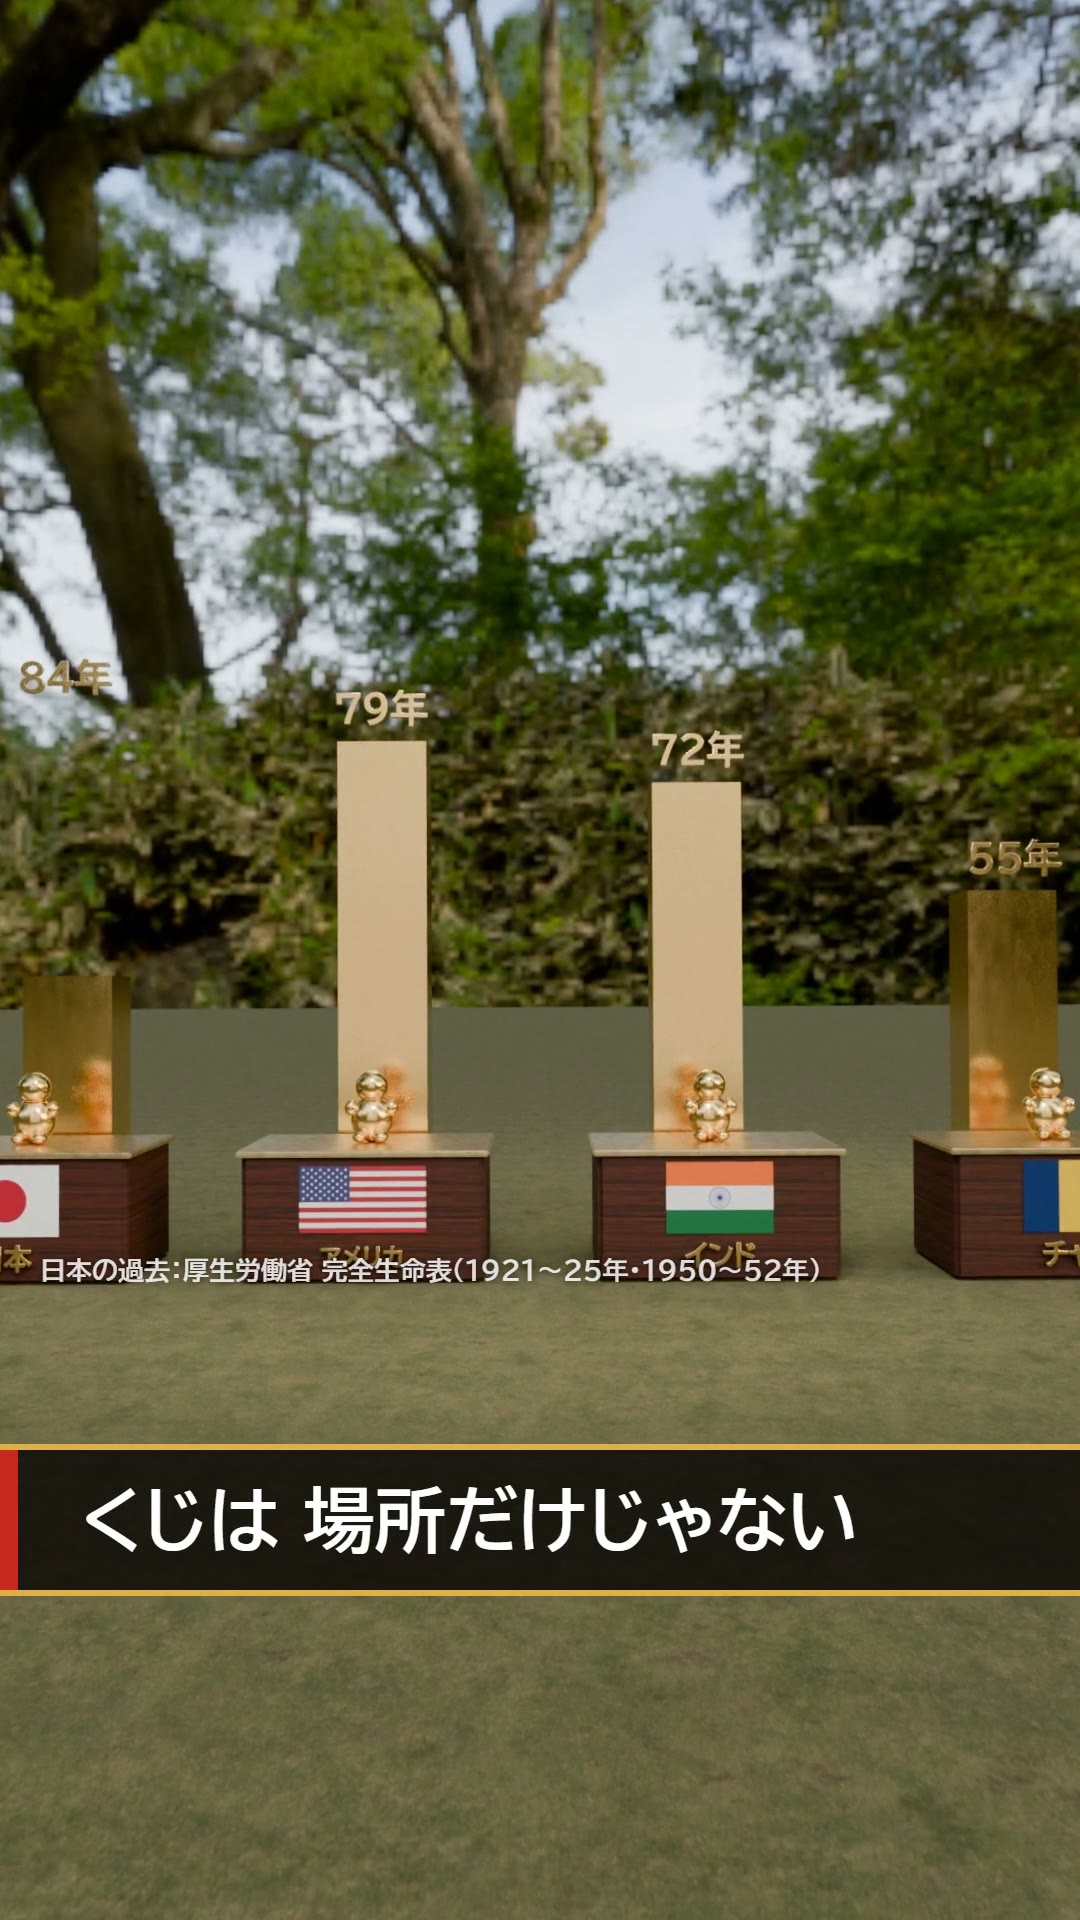 84年
79年
72年
55年
アメリカ
インド
日本の過去：厚生労働省 完全生命表（1921～25年・1950～52年）
くじは 場所だけじゃない